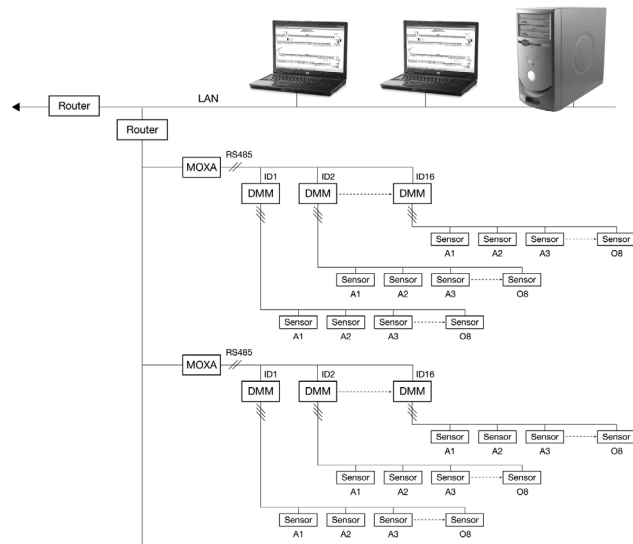 LAN
Router
Router
RS485
MOXA
ID1
ID2
ID16
DMM
DMM
DMM
Sensor
Sensor
Sensor
Sensor
A1
A2
A3
O8
Sensor
Sensor
Sensor
Sensor
A1
A2
A3
O8
Sensor
Sensor
Sensor
Sensor
A1
A2
A3
O8
RS485
MOXA
ID1
ID2
ID16
DMM
DMM
DMM
Sensor
Sensor
Sensor
Sensor
A1
A2
A3
O8
Sensor
Sensor
Sensor
Sensor
A1
A2
A3
O8
Sensor
Sensor
Sensor
Sensor
A1
A2
A3
O8